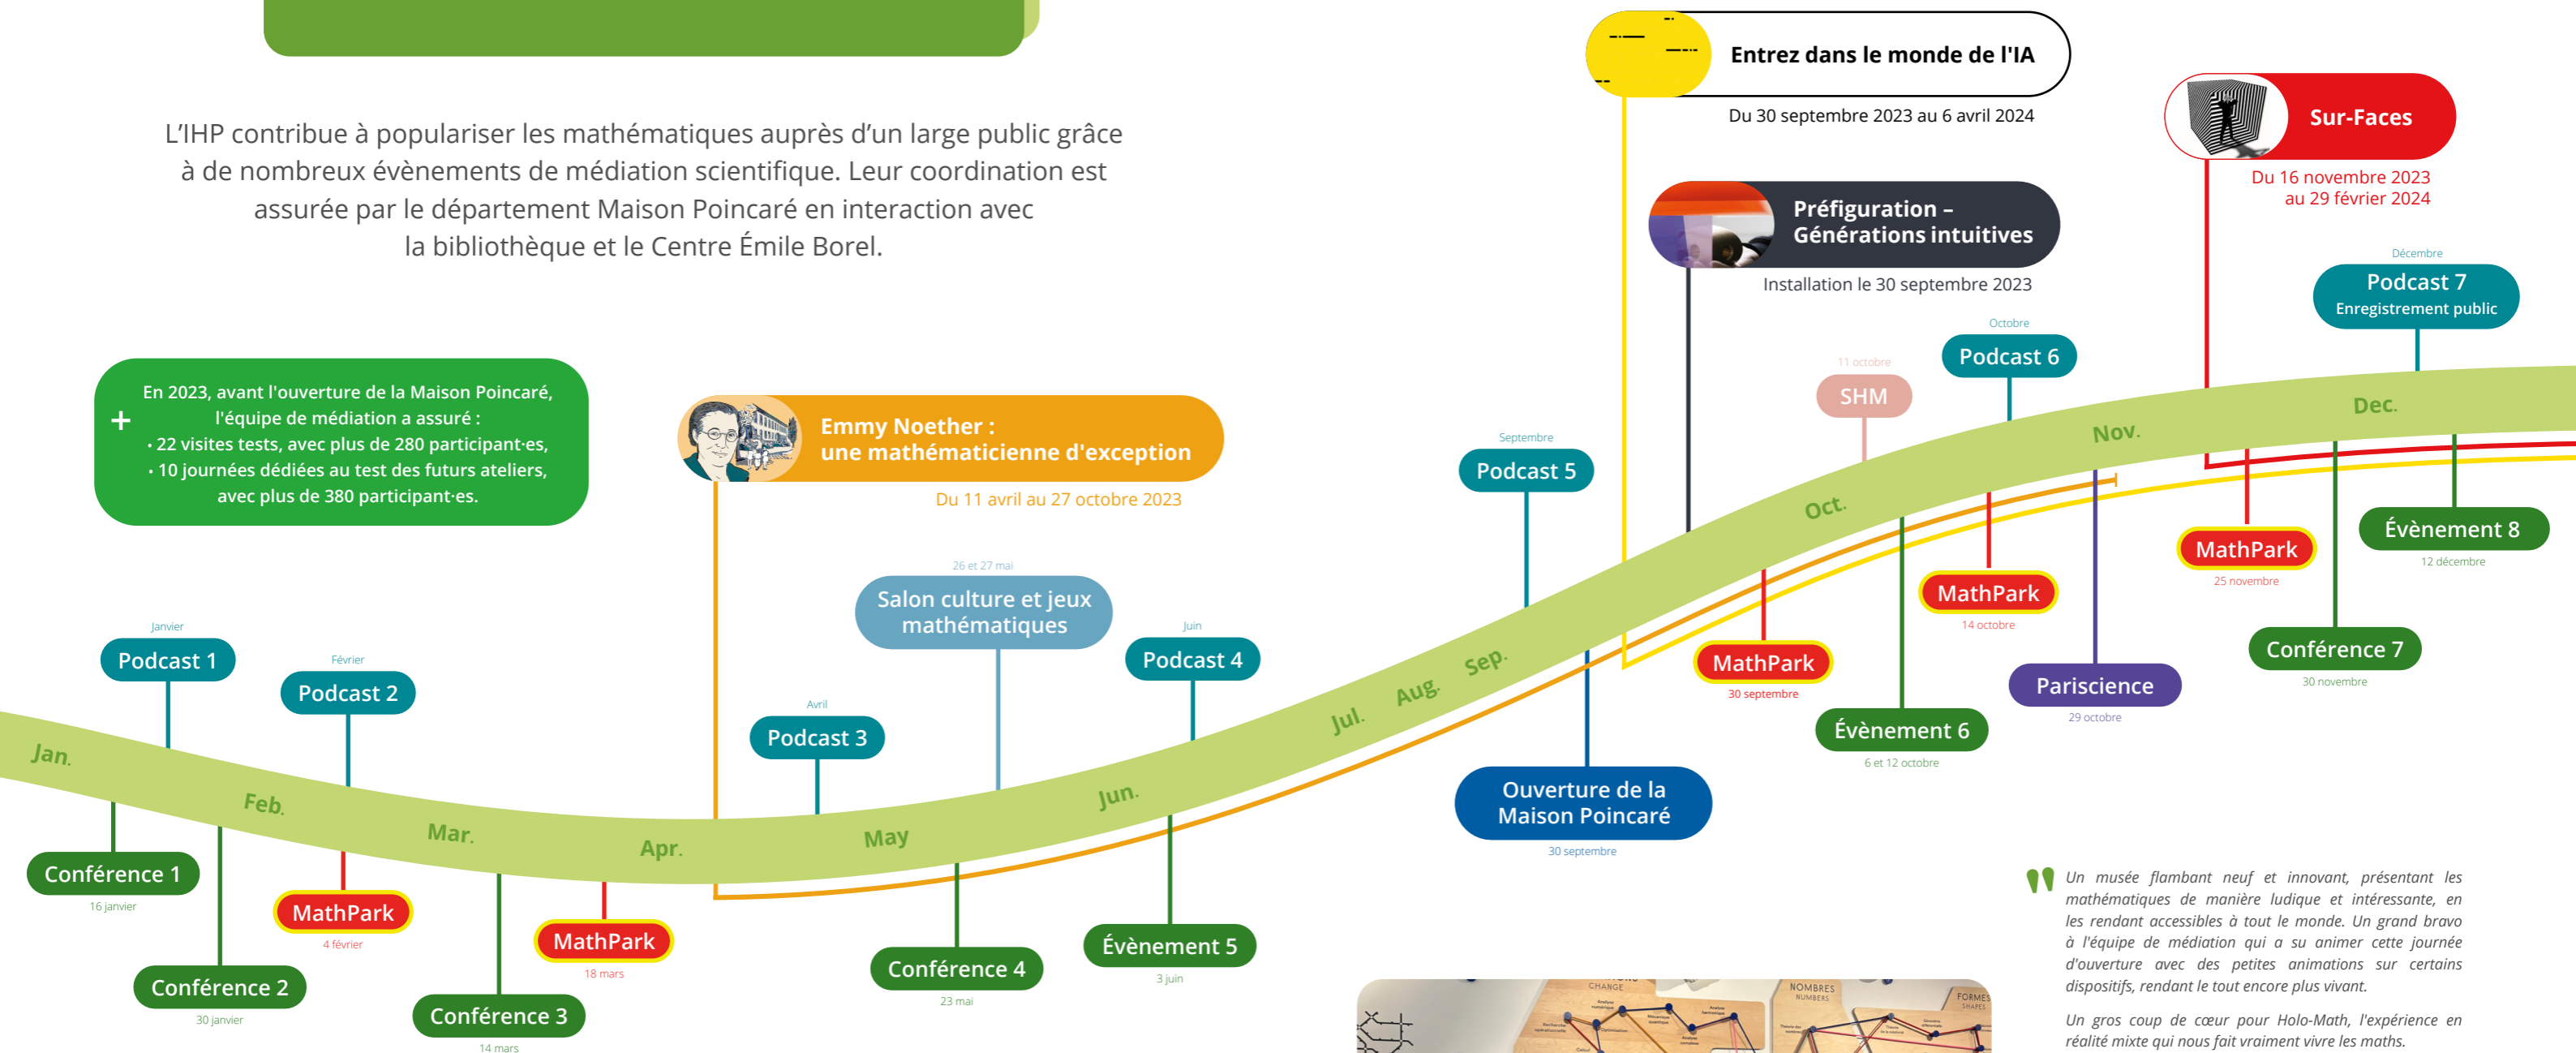 L'IHP contribue à populariser les mathématiques auprès d'un large public grâce
à de nombreux évènements de médiation scientifique. Leur coordination est
assurée par le département Maison Poincaré en interaction avec
la bibliothèque et le Centre Émile Borel.
+
En 2023, avant l'ouverture de la Maison Poincaré,
l'équipe de médiation a assuré :
• 22 visites tests, avec plus de 280 participant·es,
• 10 journées dédiées au test des futurs ateliers,
avec plus de 380 participant·es.
Emmy Noether :
une mathématicienne d'exception
Du 11 avril au 27 octobre 2023
Entrez dans le monde de l'IA
Du 30 septembre 2023 au 6 avril 2024
Préfiguration –
Générations intuitives
Installation le 30 septembre 2023
Sur-Faces
Du 16 novembre 2023
au 29 février 2024
Janvier
Podcast 1
Février
Podcast 2
Avril
Podcast 3
26 et 27 mai
Salon culture et jeux
mathématiques
Juin
Podcast 4
Septembre
Podcast 5
11 octobre
SHM
Octobre
Podcast 6
Décembre
Podcast 7
Enregistrement public
Jan.
Feb.
Mar.
Apr.
May
Jun.
Jul.
Aug.
Sep.
Oct.
Nov.
Dec.
Conférence 1
16 janvier
Conférence 2
30 janvier
MathPark
4 février
Conférence 3
14 mars
MathPark
18 mars
Conférence 4
23 mai
Évènement 5
3 juin
Ouverture de la
Maison Poincaré
30 septembre
MathPark
30 septembre
Évènement 6
6 et 12 octobre
MathPark
14 octobre
Pariscience
29 octobre
MathPark
25 novembre
Conférence 7
30 novembre
Évènement 8
12 décembre
Un musée flambant neuf et innovant, présentant les
mathématiques de manière ludique et intéressante, en
les rendant accessibles à tout le monde. Un grand bravo
à l'équipe de médiation qui a su animer cette journée
d'ouverture avec des petites animations sur certains
dispositifs, rendant le tout encore plus vivant.
Un gros coup de cœur pour Holo-Math, l'expérience en
réalité mixte qui nous fait vraiment vivre les maths.
CHANGE
NOMBRES
NUMBERS
FORMES
SHAPES